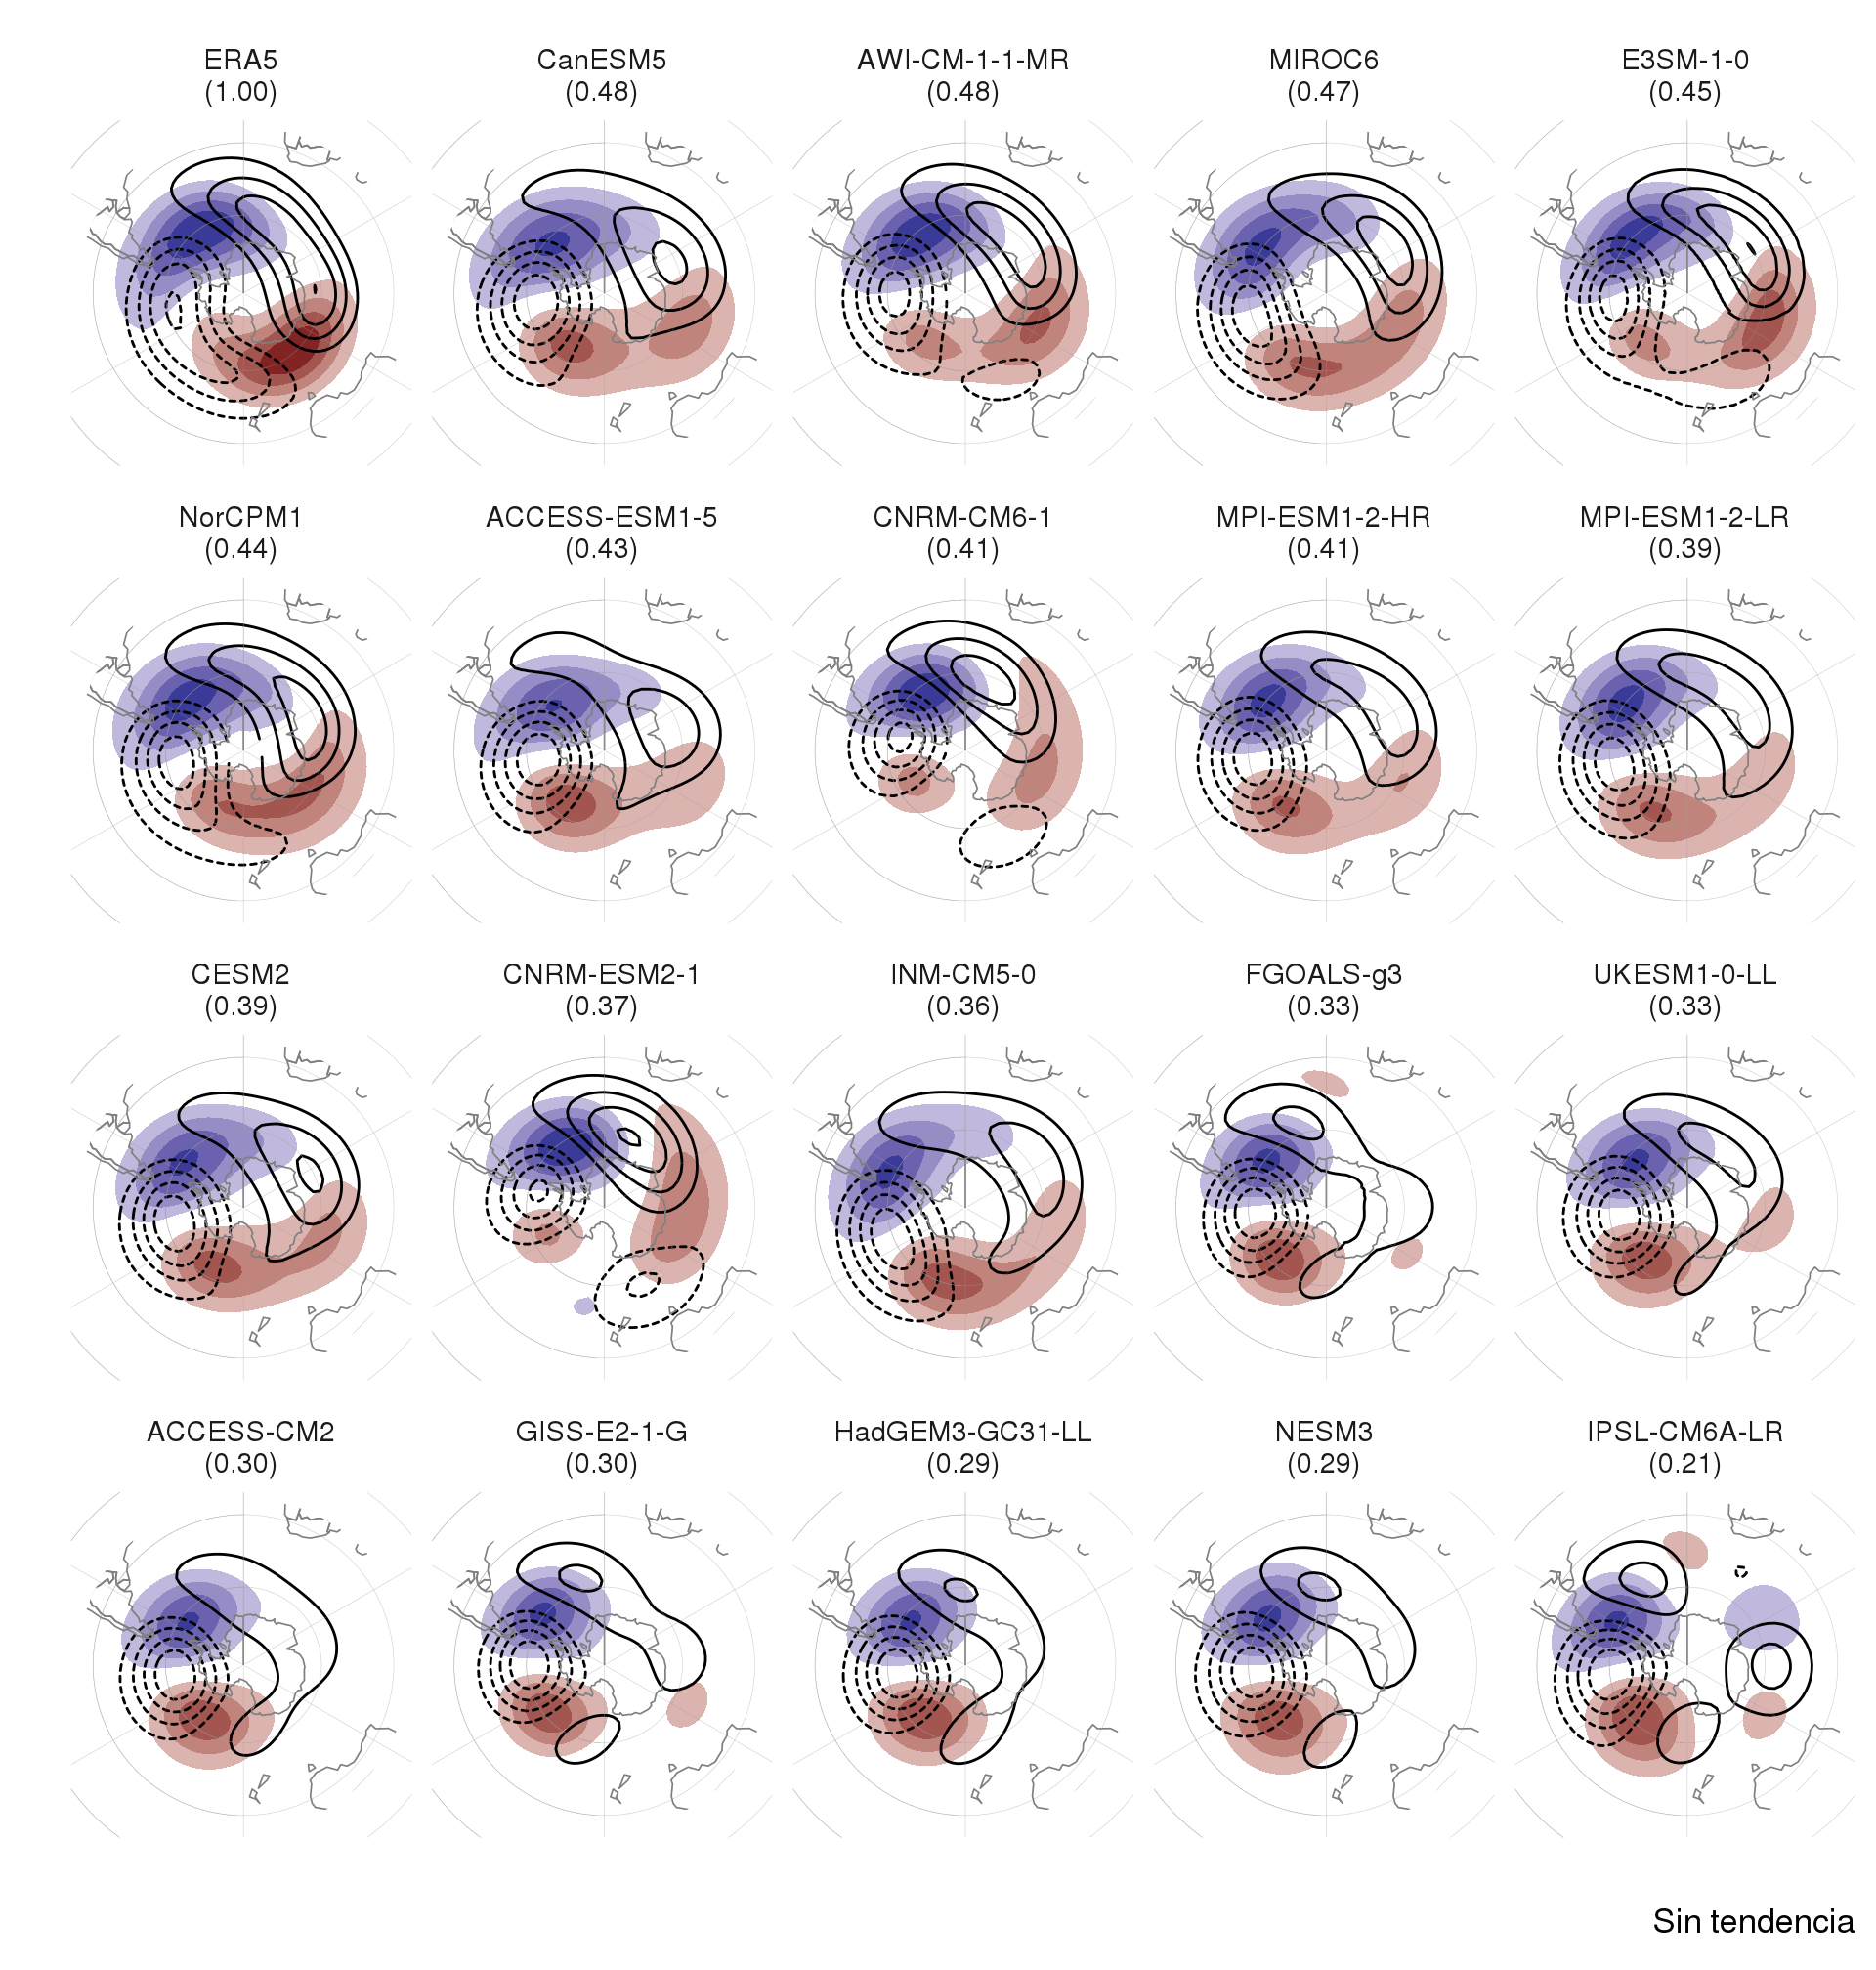 ERA5
(1.00)
CanESM5
(0.48)
AWI-CM-1-1-MR
(0.48)
MIROC6
(0.47)
E3SM-1-0
(0.45)
NorCPM1
(0.44)
ACCESS-ESM1-5
(0.43)
CNRM-CM6-1
(0.41)
MPI-ESM1-2-HR
(0.41)
MPI-ESM1-2-LR
(0.39)
CESM2
(0.39)
CNRM-ESM2-1
(0.37)
INM-CM5-0
(0.36)
FGOALS-g3
(0.33)
UKESM1-0-LL
(0.33)
ACCESS-CM2
(0.30)
GISS-E2-1-G
(0.30)
HadGEM3-GC31-LL
(0.29)
NESM3
(0.29)
IPSL-CM6A-LR
(0.21)
Sin tendencia